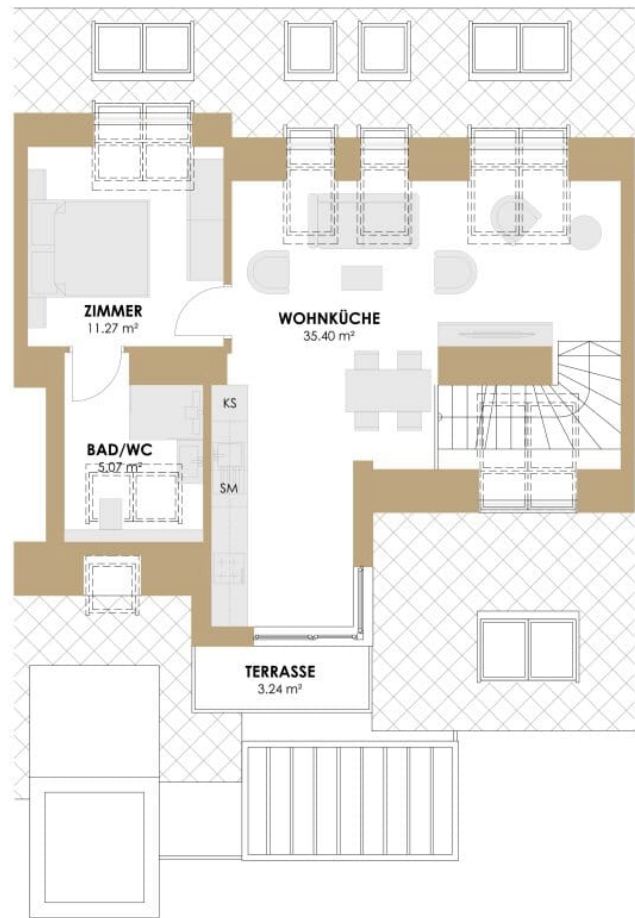 ZIMMER
11.27 m²
WOHNKÜCHE
35.40 m²
KS
BAD/WC
5.07 m²
SM
TERRASSE
3.24 m²